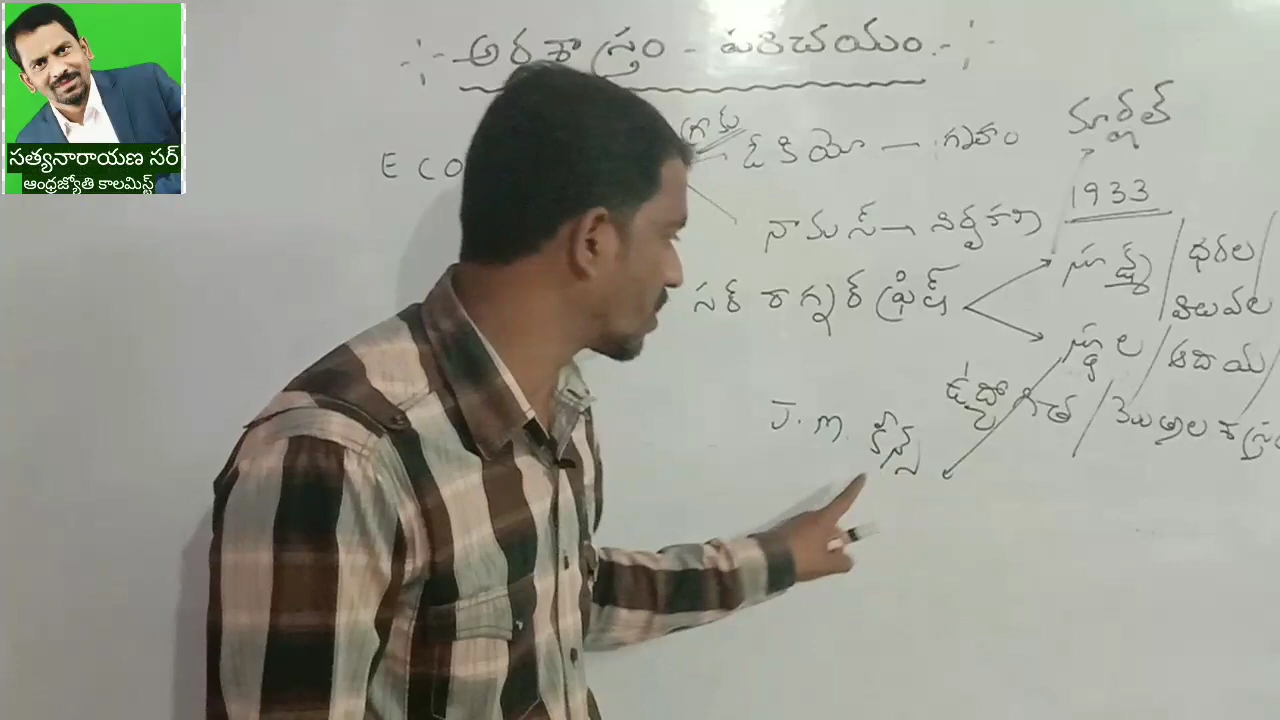 అర్థశాస్త్రం - పరిచయం
గ్రీకు
మార్షల్
E CO
ఓకియో - గృహం
1933
నామస్ - నిర్వహణ
సూక్ష్మ / ధరల
సర్ రాగ్నర్ ఫ్రిష్
విలువల
స్థూల / ఆదాయ
ఉద్యోగిత /
J. M. కీన్స్
సత్యనారాయణ సర్
ఆంధ్రజ్యోతి కాలమిస్ట్